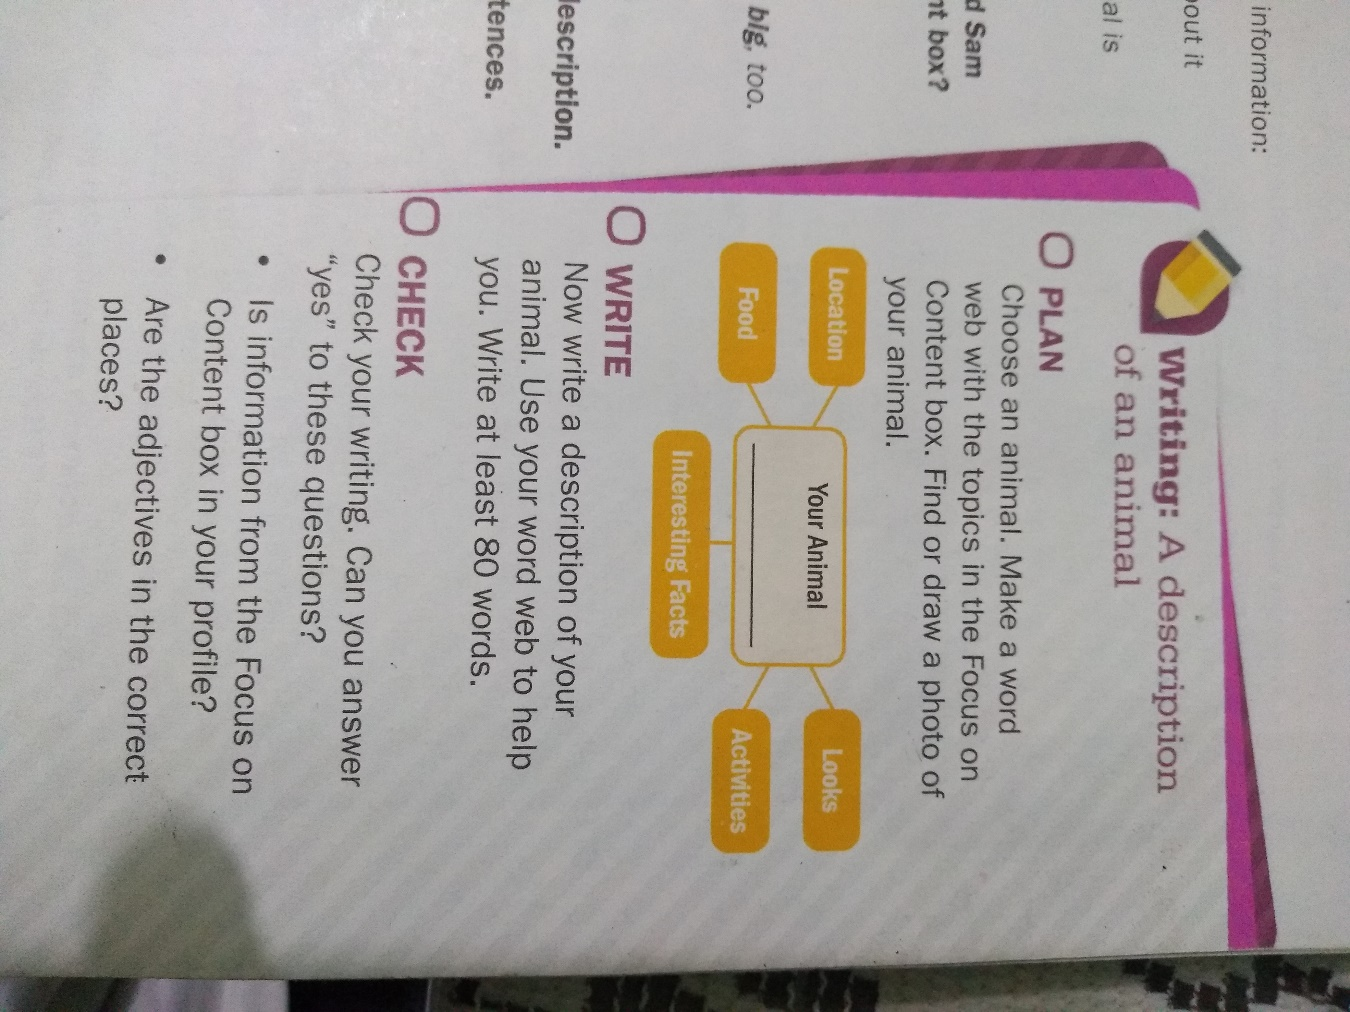 information:
out it
al is
Sam
nt box?
big, too.
escription.
tences.
Writing: A description
of an animal
PLAN
Choose an animal. Make a word
web with the topics in the Focus on
Content box. Find or draw a photo of
your animal.
Location
Looks
Your Animal
Food
Activities
Interesting Facts
WRITE
Now write a description of your
animal. Use your word web to help
you. Write at least 80 words.
CHECK
Check your writing. Can you answer
“yes” to these questions?
• Is information from the Focus on
Content box in your profile?
• Are the adjectives in the correct
places?